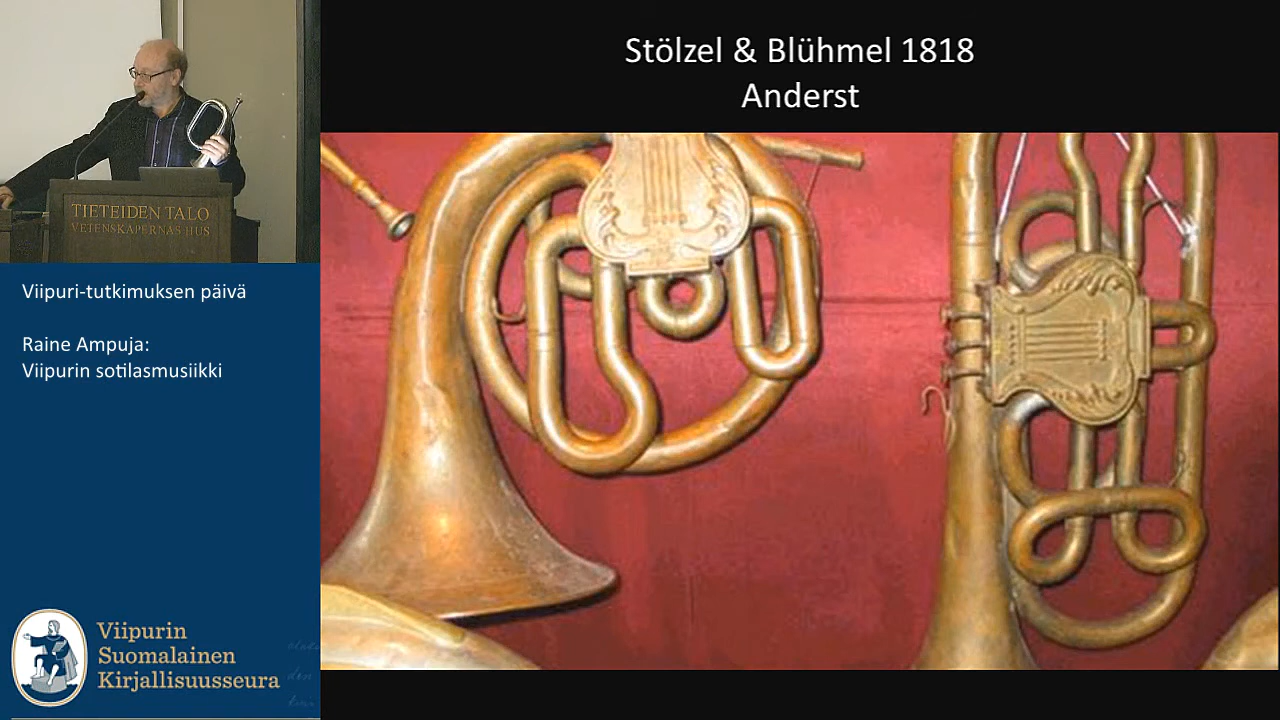 Stölzel & Blühmel 1818
Anderst
TIETEIDEN TALO
VETENSKAPERNAS HUS
Viipuri-tutkimuksen päivä
Raine Ampuja:
Viipurin sotilasmusiikki
Viipurin
Suomalainen
Kirjallisuusseura